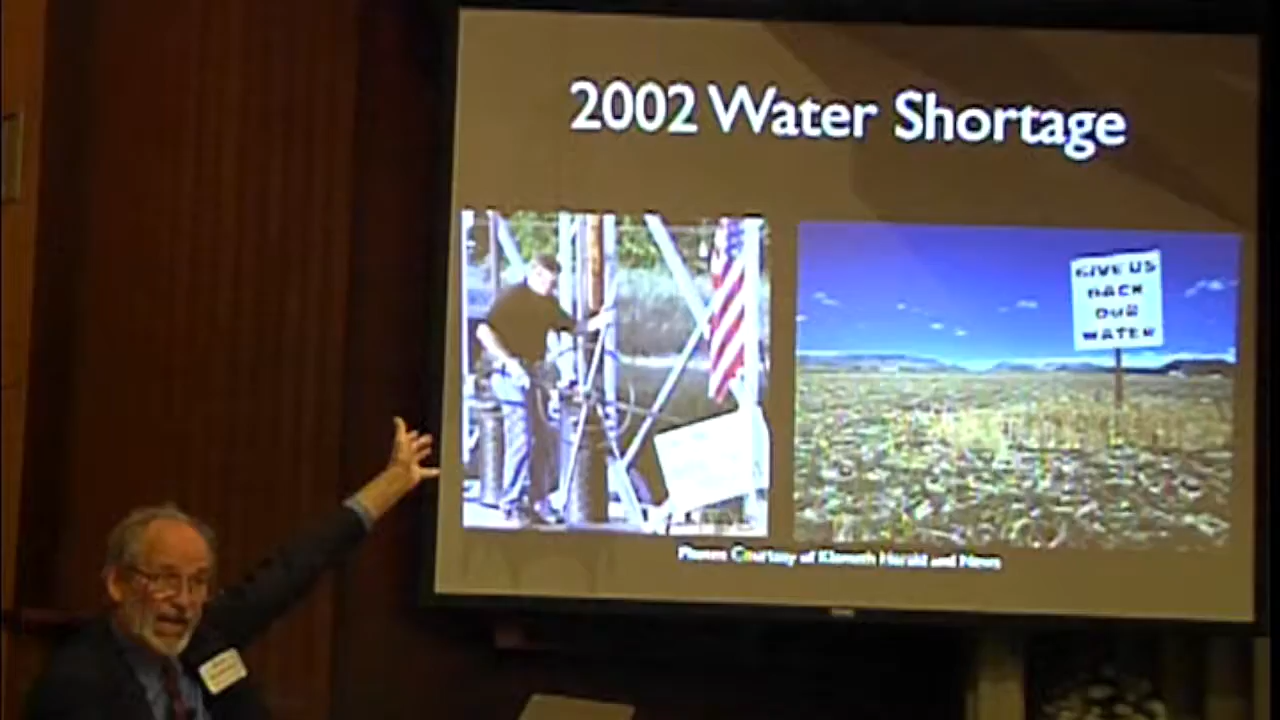 2002 Water Shortage
GIVE US
BACK
OUR
WATER
Photos Courtesy of Klamath Herald and News